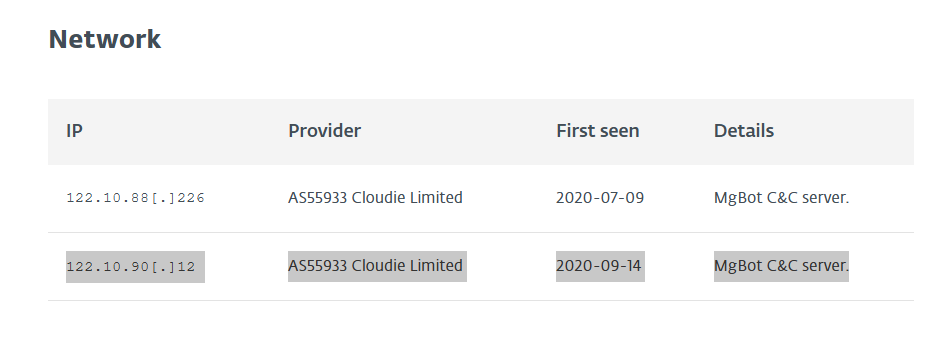 Network
IP Provider First seen Details
122.10.88[.]226 AS55933 Cloudie Limited 2020-07-09 MgBot C&C server.
122.10.90[.]12 AS55933 Cloudie Limited 2020-09-14 MgBot C&C server.